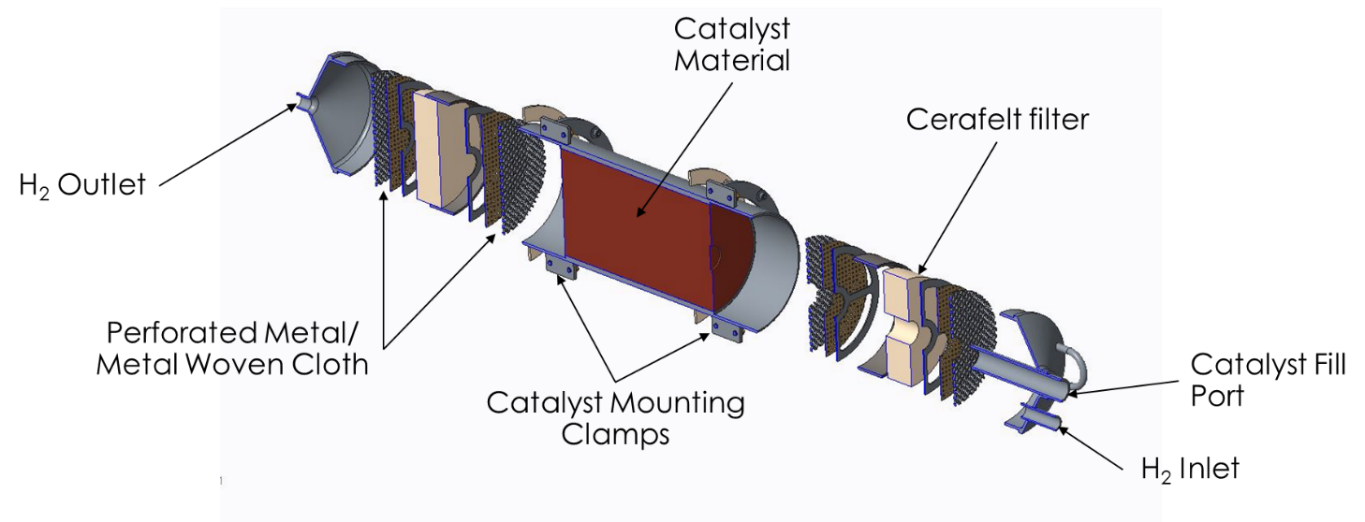 Catalyst
Material
Cerafelt filter
H₂ Outlet
Perforated Metal/
Metal Woven Cloth
Catalyst Mounting
Clamps
Catalyst Fill
Port
H₂ Inlet